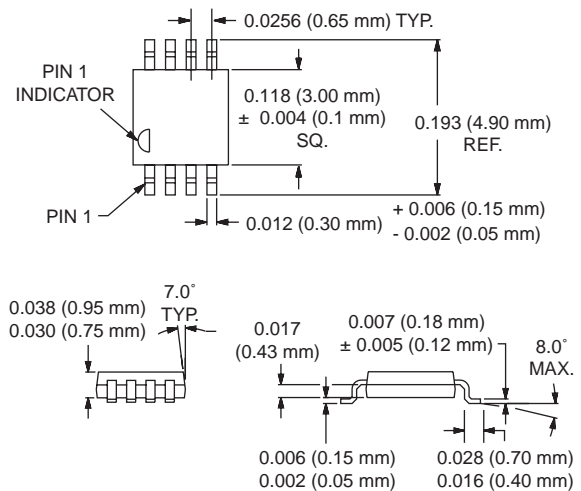 0.0256 (0.65 mm) TYP.
PIN 1
INDICATOR
0.118 (3.00 mm)
± 0.004 (0.1 mm)
SQ.
0.193 (4.90 mm)
REF.
PIN 1
0.012 (0.30 mm)
+ 0.006 (0.15 mm)
- 0.002 (0.05 mm)
0.038 (0.95 mm)
0.030 (0.75 mm)
7.0°
TYP.
0.017
(0.43 mm)
0.007 (0.18 mm)
± 0.005 (0.12 mm)
8.0°
MAX.
0.006 (0.15 mm)
0.002 (0.05 mm)
0.028 (0.70 mm)
0.016 (0.40 mm)